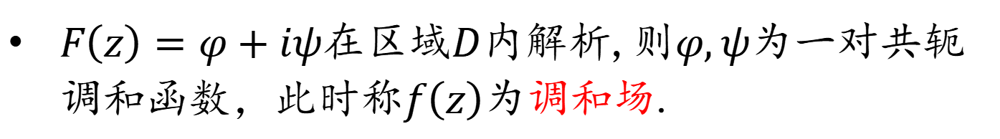 • F(z) = φ + iψ在区域D内解析, 则φ,ψ为一对共轭
调和函数，此时称f(z)为调和场.